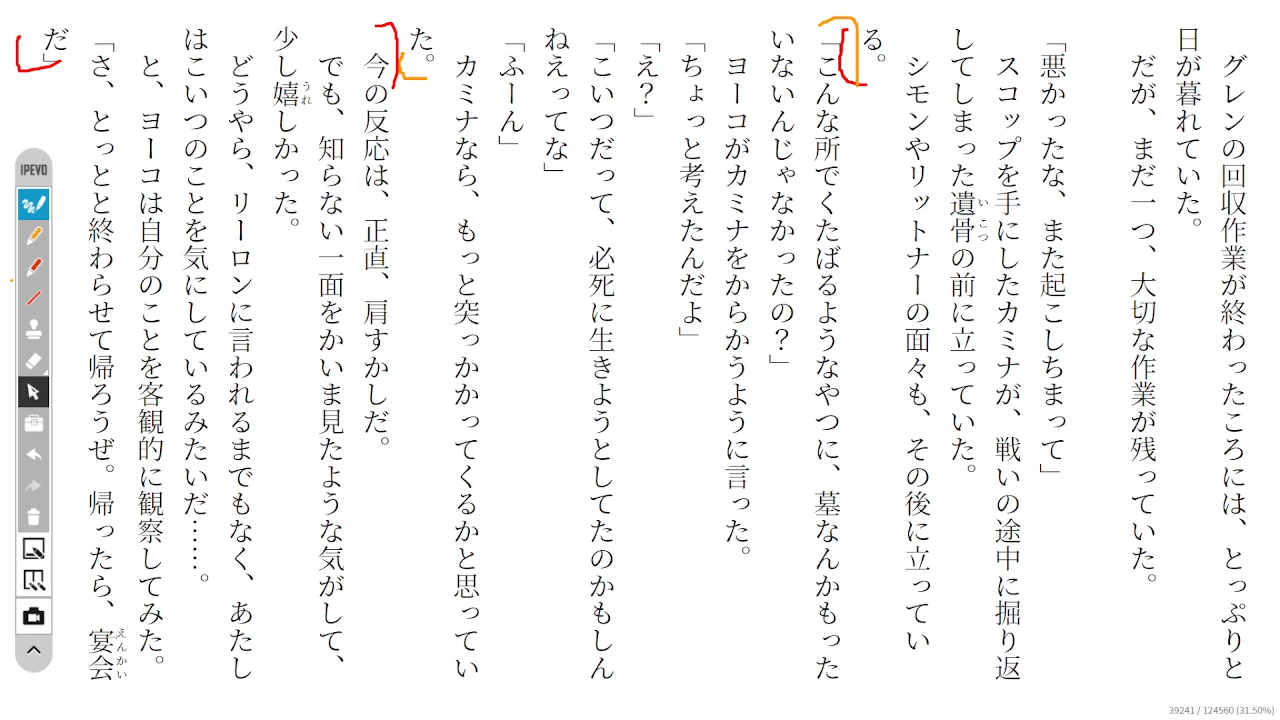 グレンの回収作業が終わったころには、とっぷりと
日が暮れていた。
だが、まだ一つ、大切な作業が残っていた。
「悪かったな、また起こしちまって」
スコップを手にしたカミナが、戦いの途中に掘り返
してしまった遺骨の前に立っていた。
シモンやリットナーの面々も、その後に立ってい
る。
「こんな所でくたばるようなやつに、墓なんかもった
いないんじゃなかったの？」
ヨーコがカミナをからかうように言った。
「ちょっと考えたんだよ」
「え？」
「こいつだって、必死に生きようとしてたのかもしん
ねえってな」
「ふーん」
カミナなら、もっと突っかかってくるかと思ってい
た。
今の反応は、正直、肩すかしだ。
でも、知らない一面をかいま見たような気がして、
少し嬉しかった。
どうやら、リーロンに言われるまでもなく、あたし
はこいつのことを気にしているみたいだ……。
と、ヨーコは自分のことを客観的に観察してみた。
「さ、とっとと終わらせて帰ろうぜ。帰ったら、宴会
だ」
いこつ
うれ
えんかい
IPEVO
39241 / 124560 (31.50%)